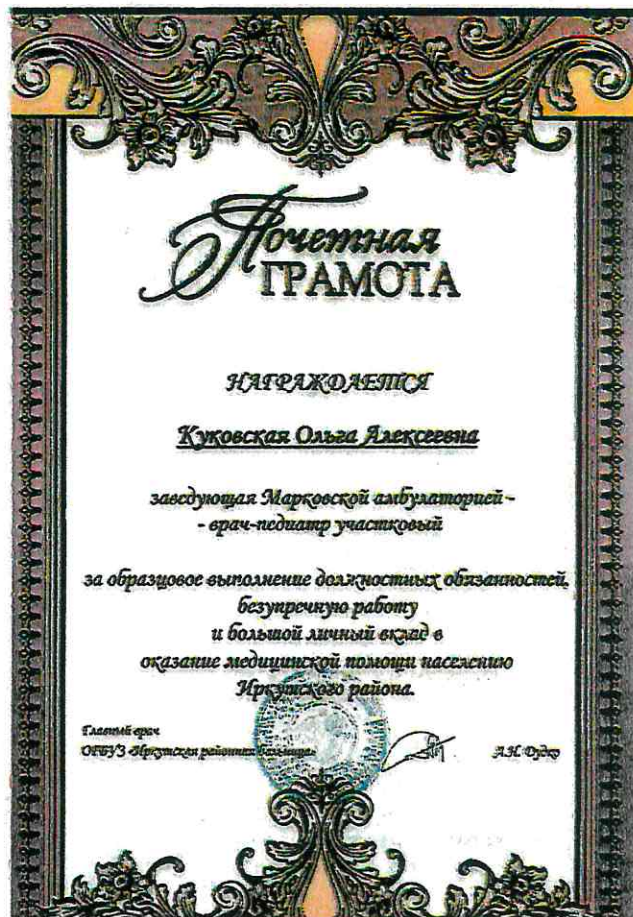 Почетная
ГРАМОТА
НАГРАЖДАЕТСЯ
Куковская Ольга Алексеевна
заведующая Марковской амбулаторией -
- врач-педиатр участковый
за образцовое выполнение должностных обязанностей,
безупречную работу
и большой личный вклад в
оказание медицинской помощи населению
Иркутского района.
Главный врач
ОГБУЗ «Иркутская районная больница» А.Н. Дудко